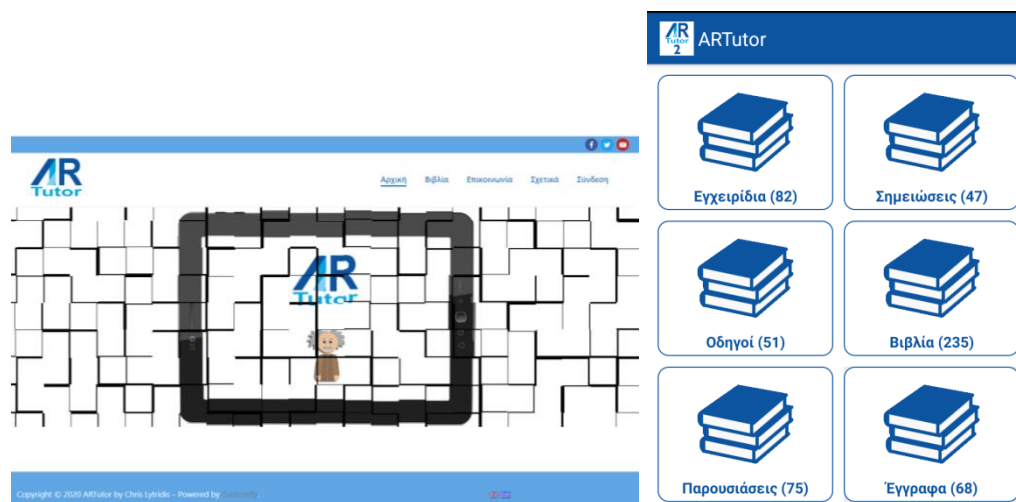 AR
Tutor
Αρχική Βιβλία Επικοινωνία Σχετικά Σύνδεση
AR
Tutor
Copyright © 2020 ARTutor by Chris Lytridis – Powered by
AR
Tutor
2
ARTutor
Εγχειρίδια (82)
Σημειώσεις (47)
Οδηγοί (51)
Βιβλία (235)
Παρουσιάσεις (75)
Έγγραφα (68)